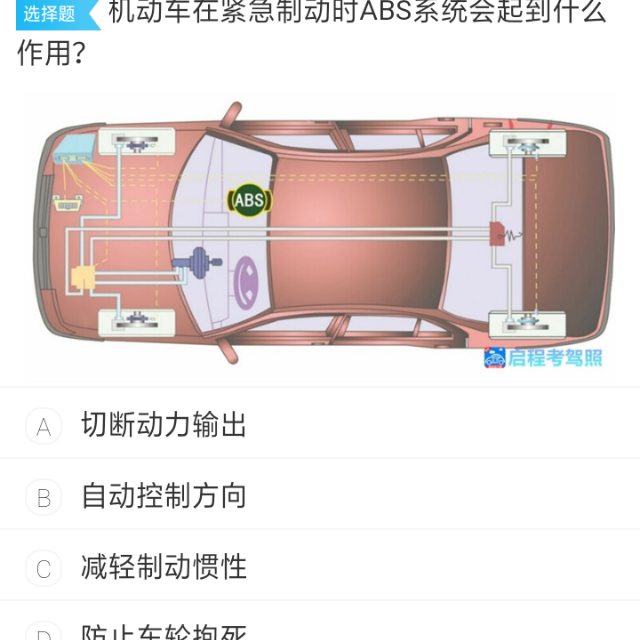 选择题 机动车在紧急制动时ABS系统会起到什么
作用?
ABS
启程考驾照
A 切断动力输出
B 自动控制方向
C 减轻制动惯性
D 防止车轮抱死